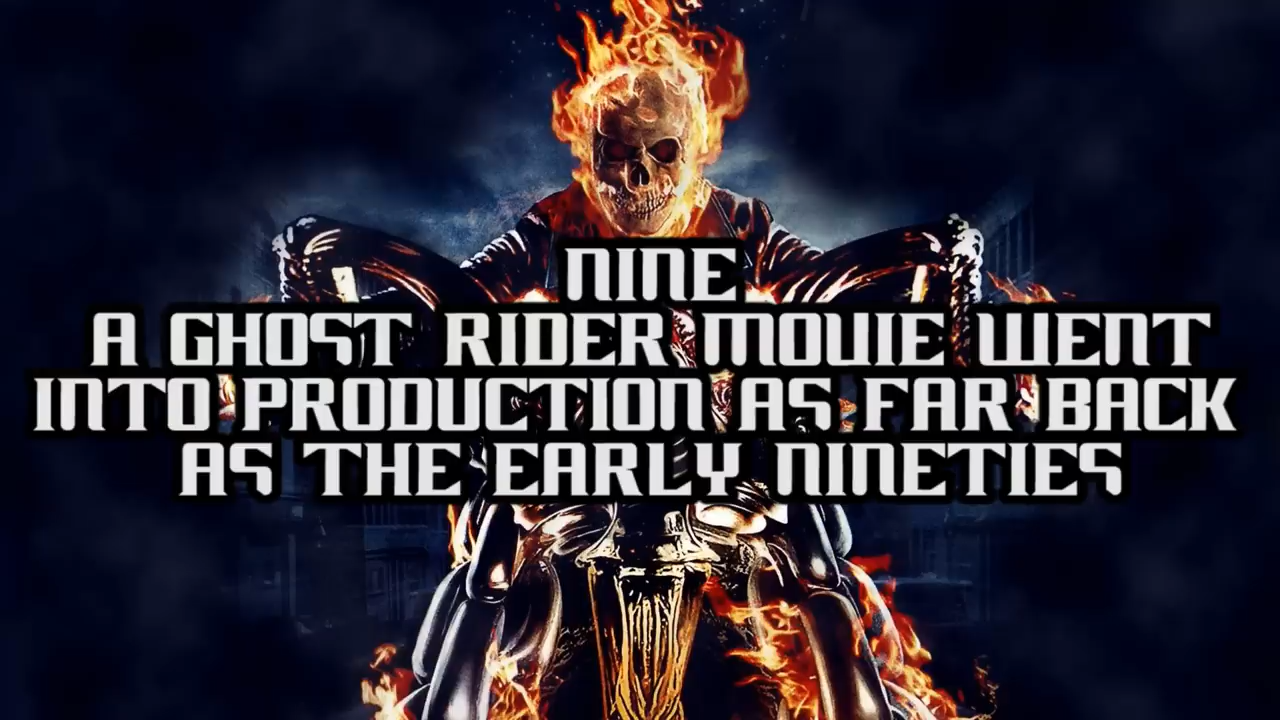 NINE
A GHOST RIDER MOVIE WENT
INTO PRODUCTION AS FAR BACK
AS THE EARLY NINETIES